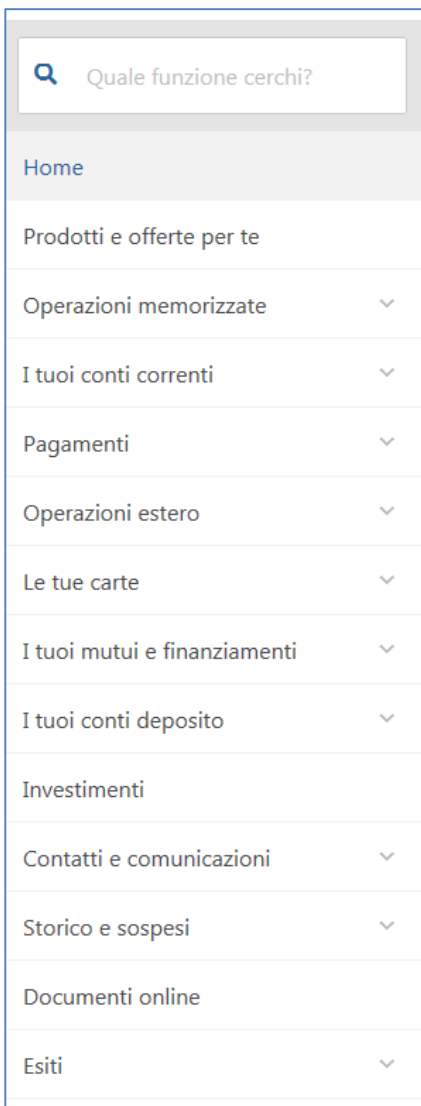 Quale funzione cerchi?
Home
Prodotti e offerte per te
Operazioni memorizzate
I tuoi conti correnti
Pagamenti
Operazioni estero
Le tue carte
I tuoi mutui e finanziamenti
I tuoi conti deposito
Investimenti
Contatti e comunicazioni
Storico e sospesi
Documenti online
Esiti